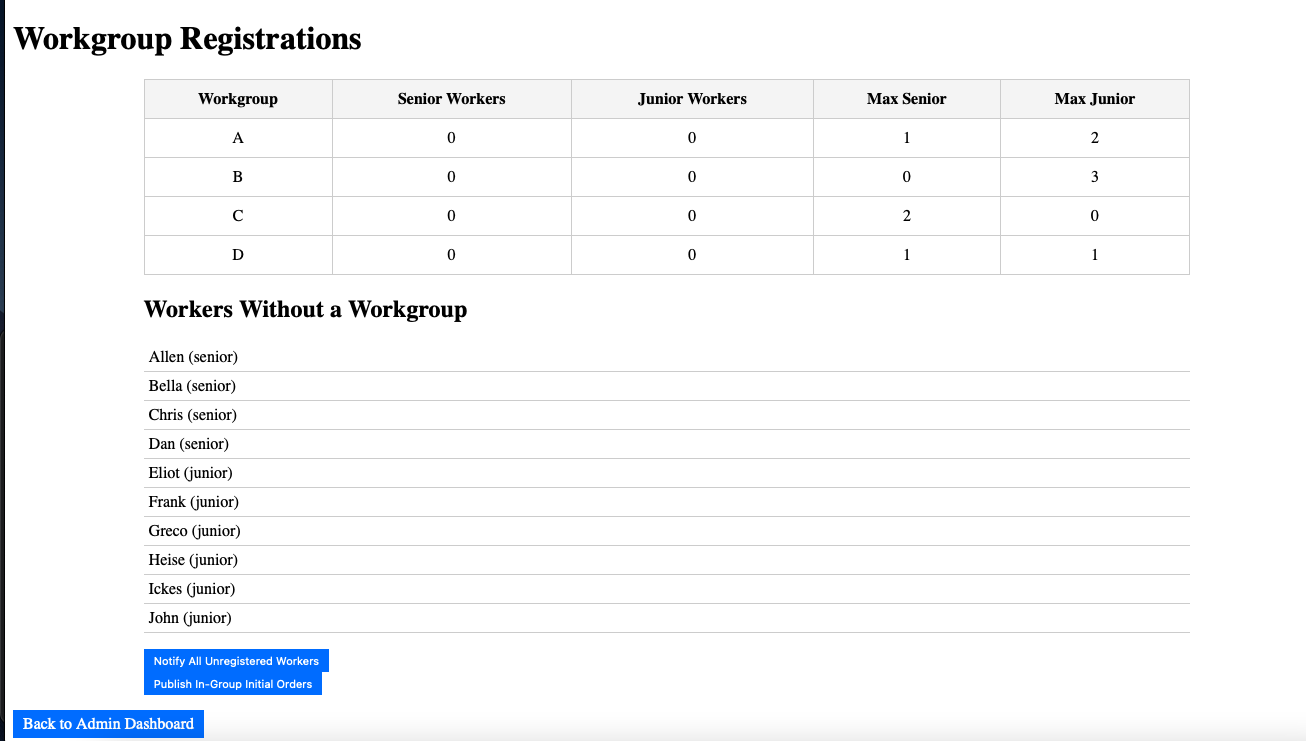 Workgroup Registrations
Workgroup Senior Workers Junior Workers Max Senior Max Junior
A 0 0 1 2
B 0 0 0 3
C 0 0 2 0
D 0 0 1 1
Workers Without a Workgroup
Allen (senior)
Bella (senior)
Chris (senior)
Dan (senior)
Eliot (junior)
Frank (junior)
Greco (junior)
Heise (junior)
Ickes (junior)
John (junior)
Notify All Unregistered Workers
Publish In-Group Initial Orders
Back to Admin Dashboard